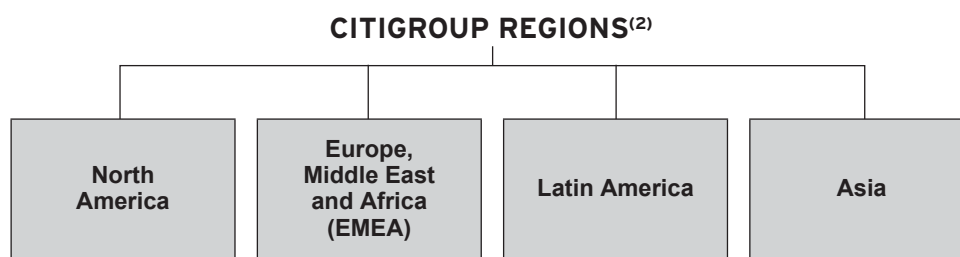 CITIGROUP REGIONS(2)
North
America
Europe,
Middle East
and Africa
(EMEA)
Latin America
Asia